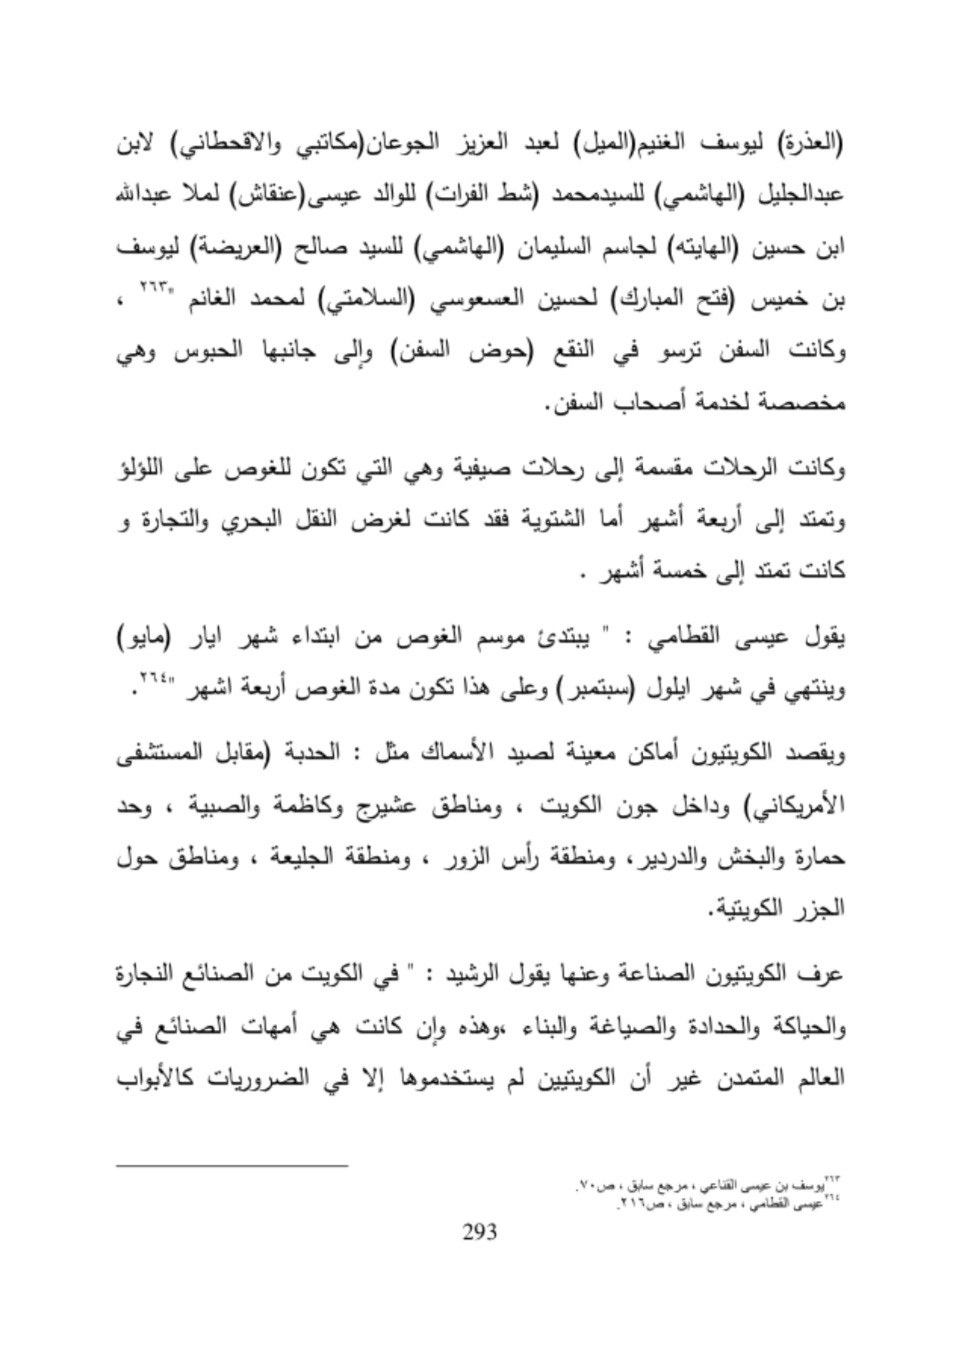 (العذرة) ليوسف الغنيم(الميل) لعبد العزيز الجوعان(مكاتبي والاقحطاني) لابن
عبدالجليل (الهاشمي) للسيدمحمد (شط الفرات) للوالد عيسى(عنقاش) لملا عبدالله
ابن حسين (الهايته) لجاسم السليمان (الهاشمي) للسيد صالح (العريضة) ليوسف
بن خميس (فتح المبارك) لحسين العسعوسي (السلامتي) لمحمد الغانم "٢٦٣ ،
وكانت السفن ترسو في النقع (حوض السفن) وإلى جانبها الحبوس وهي
مخصصة لخدمة أصحاب السفن.
وكانت الرحلات مقسمة إلى رحلات صيفية وهي التي تكون للغوص على اللؤلؤ
وتمتد إلى أربعة أشهر أما الشتوية فقد كانت لغرض النقل البحري والتجارة و
كانت تمتد إلى خمسة أشهر .
يقول عيسى القطامي : " يبتدئ موسم الغوص من ابتداء شهر ايار (مايو)
وينتهي في شهر ايلول (سبتمبر) وعلى هذا تكون مدة الغوص أربعة اشهر "٢٦٤.
ويقصد الكويتيون أماكن معينة لصيد الأسماك مثل : الحدبة (مقابل المستشفى
الأمريكاني) وداخل جون الكويت ، ومناطق عشيرج وكاظمة والصبية ، وحد
حمارة والبخش والدردير، ومنطقة رأس الزور ، ومنطقة الجليعة ، ومناطق حول
الجزر الكويتية.
عرف الكويتيون الصناعة وعنها يقول الرشيد : " في الكويت من الصنائع النجارة
والحياكة والحدادة والصياغة والبناء ،وهذه وإن كانت هي أمهات الصنائع في
العالم المتمدن غير أن الكويتيين لم يستخدموها إلا في الضروريات كالأبواب
٢٦٣ يوسف بن عيسى القناعي ، مرجع سابق ، ص٧٠.
٢٦٤ عيسى القطامي ، مرجع سابق ، ص٢١٦.
293